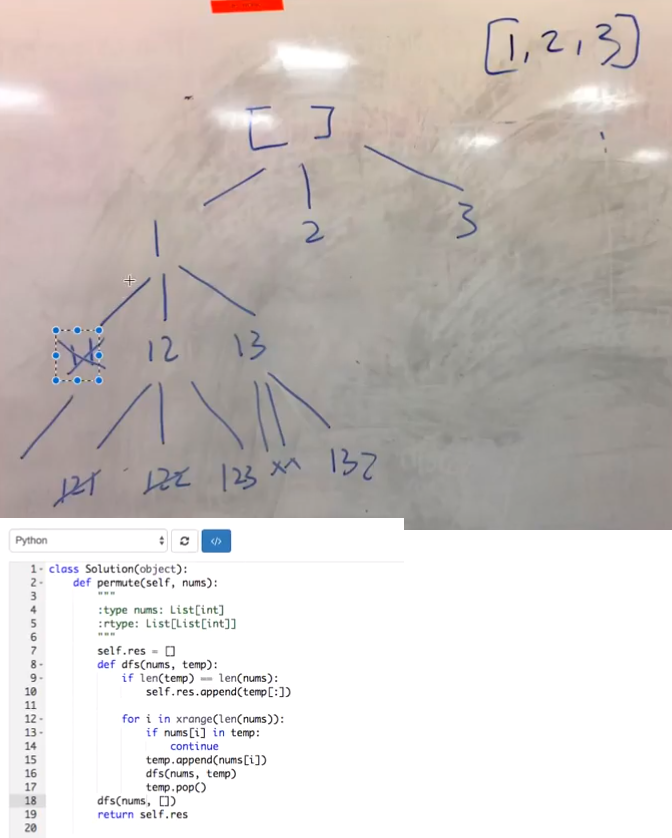 [1, 2, 3]
[ ]
1
2
3
11
12
13
121
122
123
xx
132
Python
</>
1 class Solution(object):
2 def permute(self, nums):
3 """
4 :type nums: List[int]
5 :rtype: List[List[int]]
6 """
7 self.res = []
8 def dfs(nums, temp):
9 if len(temp) == len(nums):
10 self.res.append(temp[:])
11
12 for i in xrange(len(nums)):
13 if nums[i] in temp:
14 continue
15 temp.append(nums[i])
16 dfs(nums, temp)
17 temp.pop()
18 dfs(nums, [])
19 return self.res
20